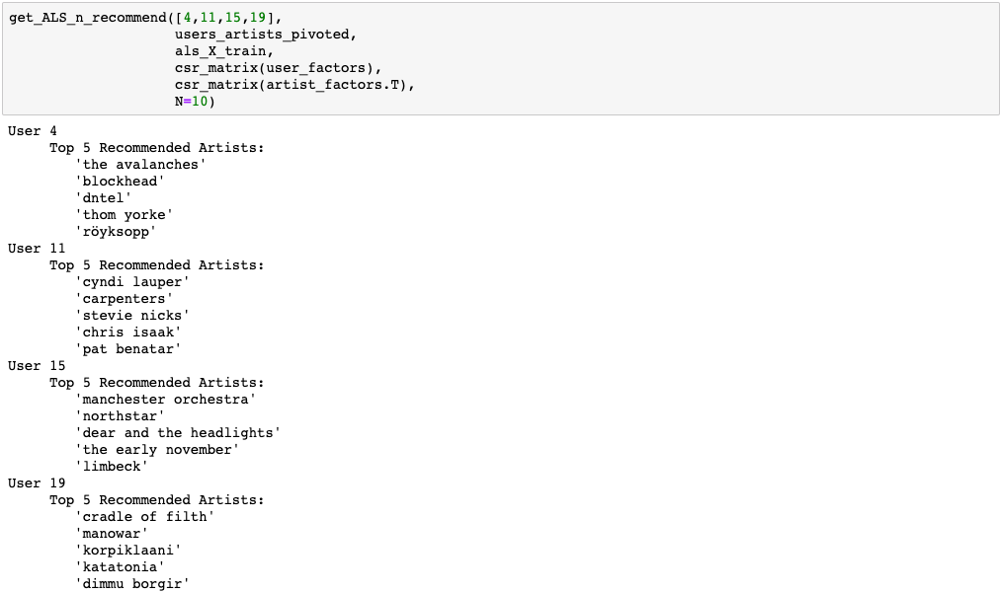 get_ALS_n_recommend([4,11,15,19],
                    users_artists_pivoted,
                    als_X_train,
                    csr_matrix(user_factors),
                    csr_matrix(artist_factors.T),
                    N=10)
User 4
     Top 5 Recommended Artists:
        'the avalanches'
        'blockhead'
        'dntel'
        'thom yorke'
        'röyksopp'
User 11
     Top 5 Recommended Artists:
        'cyndi lauper'
        'carpenters'
        'stevie nicks'
        'chris isaak'
        'pat benatar'
User 15
     Top 5 Recommended Artists:
        'manchester orchestra'
        'northstar'
        'dear and the headlights'
        'the early november'
        'limbeck'
User 19
     Top 5 Recommended Artists:
        'cradle of filth'
        'manowar'
        'korpiklaani'
        'katatonia'
        'dimmu borgir'